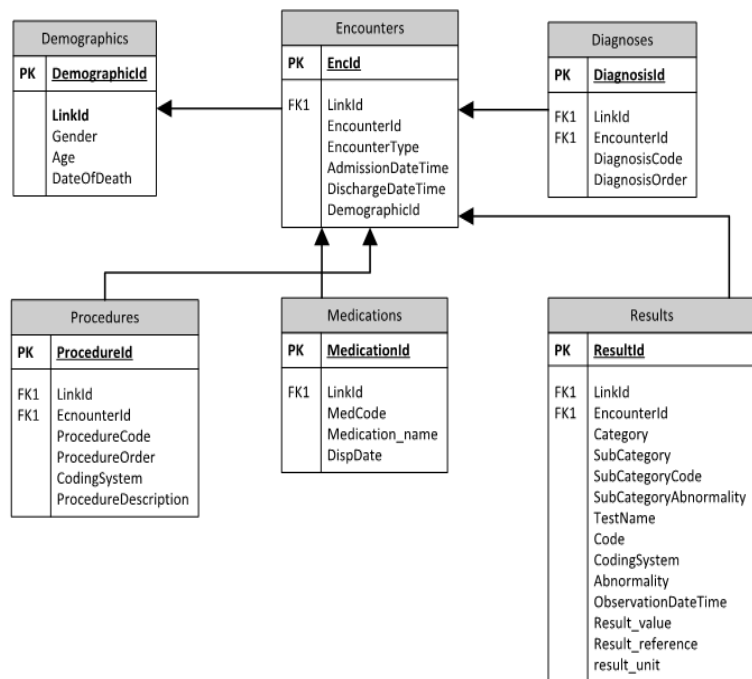 Demographics
PK DemographicId
LinkId
Gender
Age
DateOfDeath
Encounters
PK EncId
FK1 LinkId
EncounterId
EncounterType
AdmissionDateTime
DischargeDateTime
DemographicId
Diagnoses
PK DiagnosisId
FK1 LinkId
FK1 EncounterId
DiagnosisCode
DiagnosisOrder
Procedures
PK ProcedureId
FK1 LinkId
FK1 EcnounterId
ProcedureCode
ProcedureOrder
CodingSystem
ProcedureDescription
Medications
PK MedicationId
FK1 LinkId
MedCode
Medication_name
DispDate
Results
PK ResultId
FK1 LinkId
FK1 EncounterId
Category
SubCategory
SubCategoryCode
SubCategoryAbnormality
TestName
Code
CodingSystem
Abnormality
ObservationDateTime
Result_value
Result_reference
result_unit